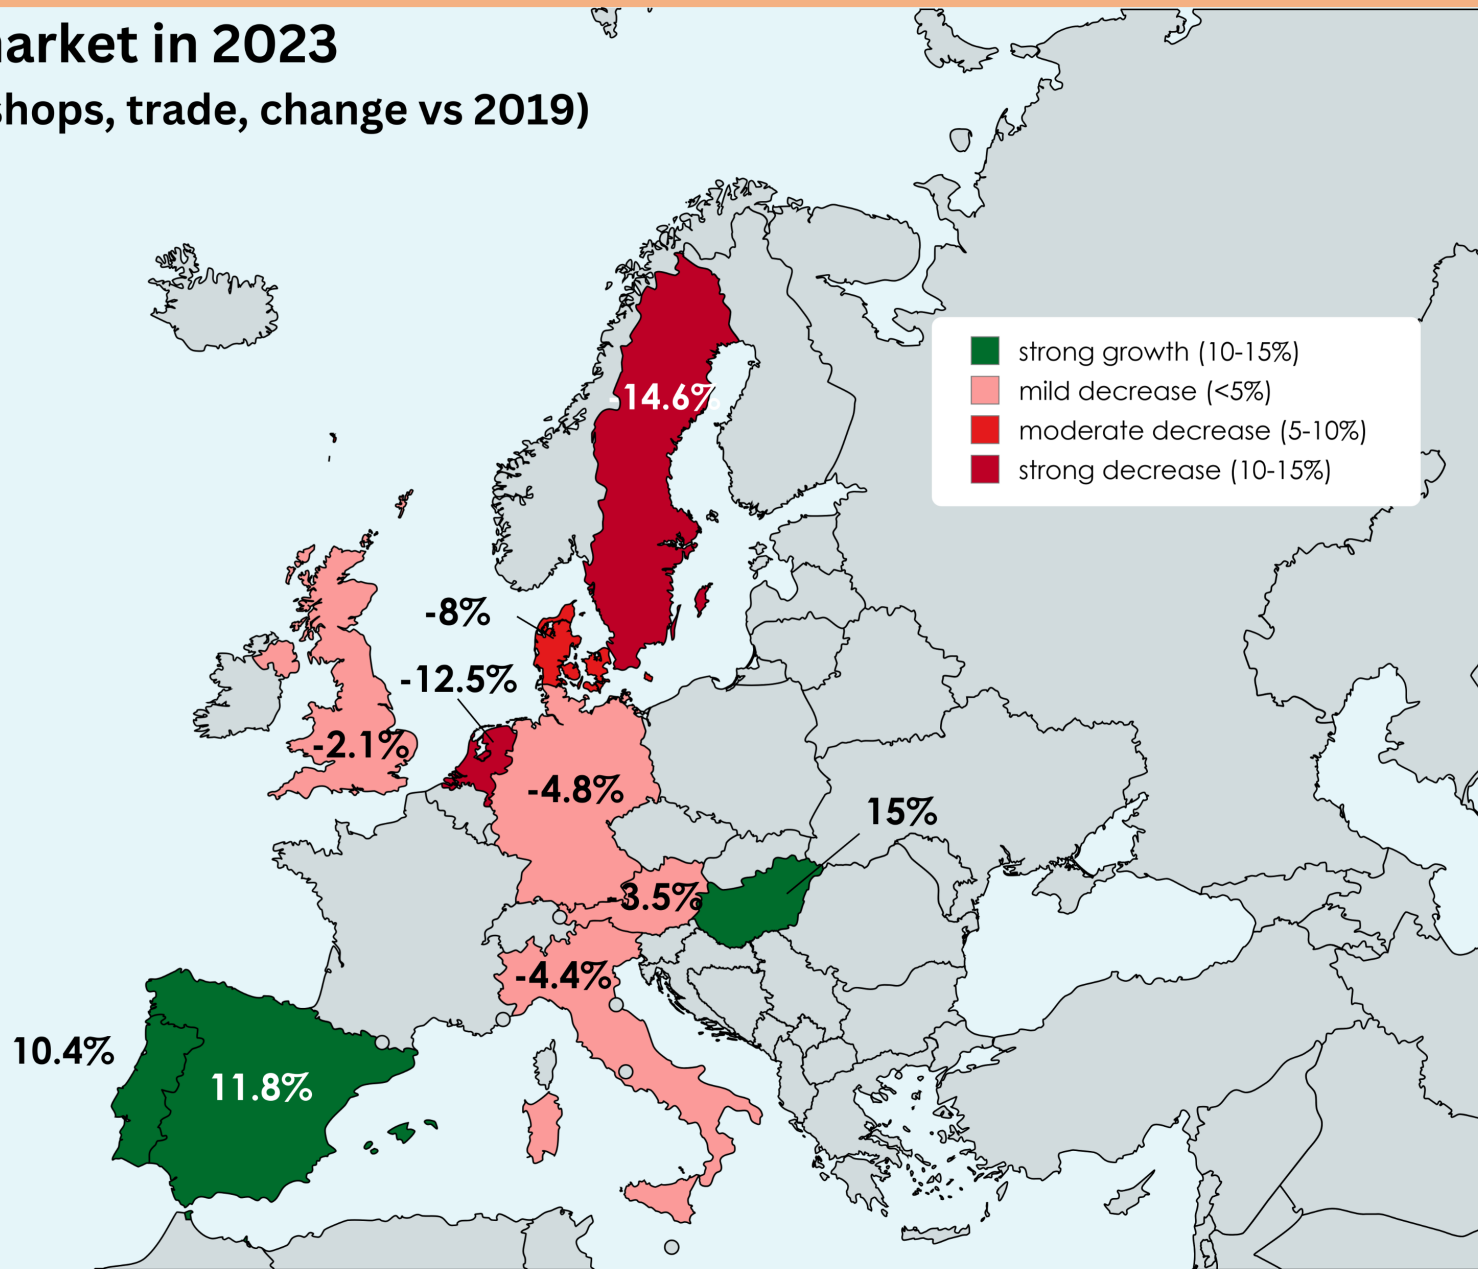 market in 2023
shops, trade, change vs 2019)
strong growth (10-15%)
mild decrease (<5%)
moderate decrease (5-10%)
strong decrease (10-15%)
-14.6%
-8%
-12.5%
-2.1%
-4.8%
15%
-3.5%
-4.4%
10.4%
11.8%